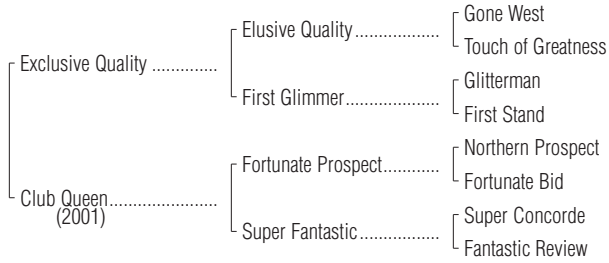 Gone West
Elusive Quality...................
Touch of Greatness
Exclusive Quality ..............
Glitterman
First Glimmer.....................
First Stand
Northern Prospect
Fortunate Prospect............
Fortunate Bid
Club Queen.......................
(2001)
Super Concorde
Super Fantastic.................
Fantastic Review